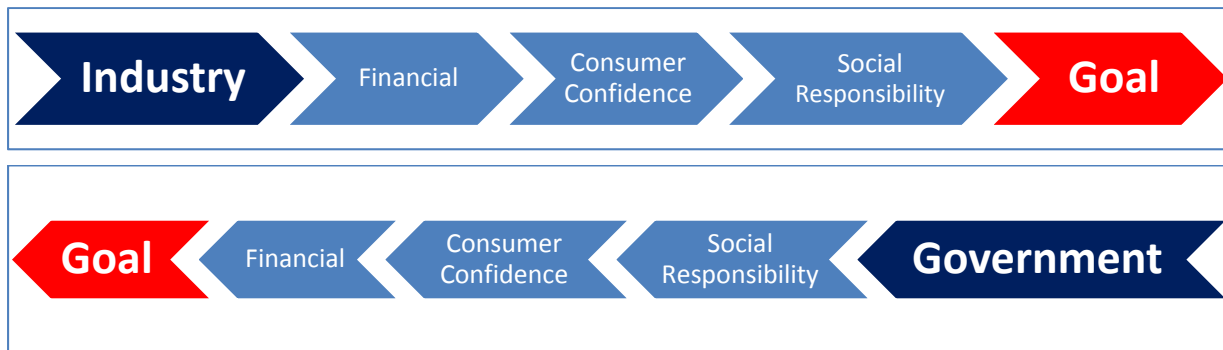 Industry
Financial
Consumer
Confidence
Social
Responsibility
Goal
Goal
Financial
Consumer
Confidence
Social
Responsibility
Government